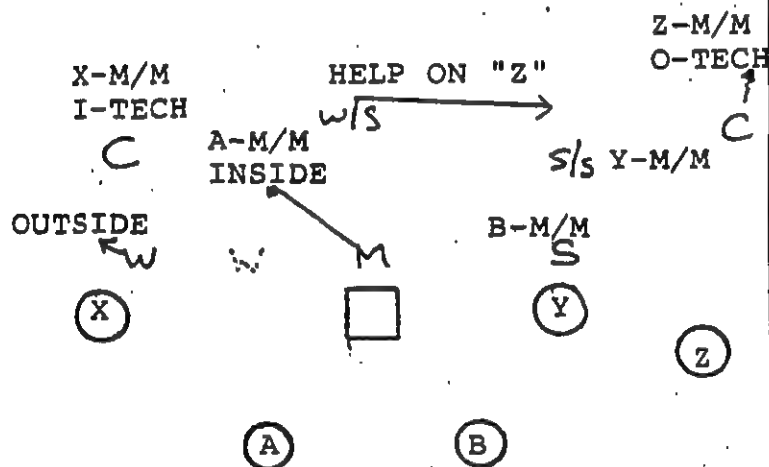 Z-M/M
O-TECH
X-M/M
I-TECH
HELP ON "Z"
W/S
C
C
A-M/M
INSIDE
S/S Y-M/M
OUTSIDE
B-M/M
W
W
M
S
X
Y
Z
A
B